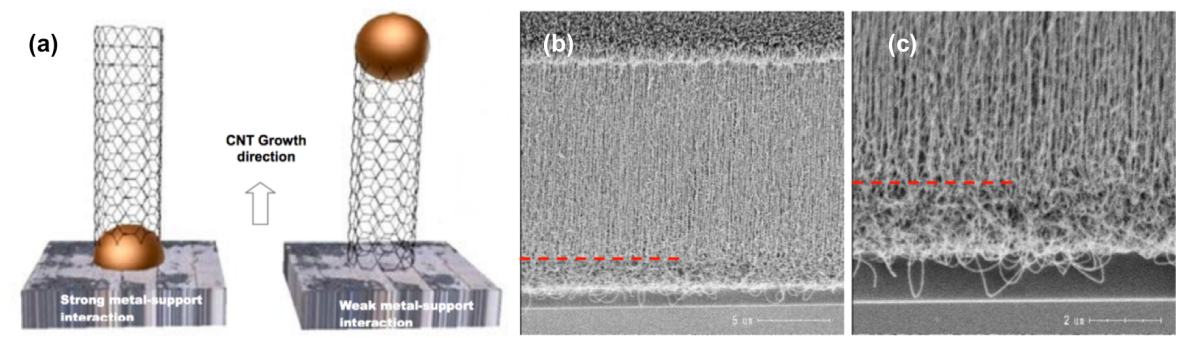 (a)
CNT Growth
direction
Strong metal-support
interaction
Weak metal-support
interaction
(b)
5 um
(c)
2 um